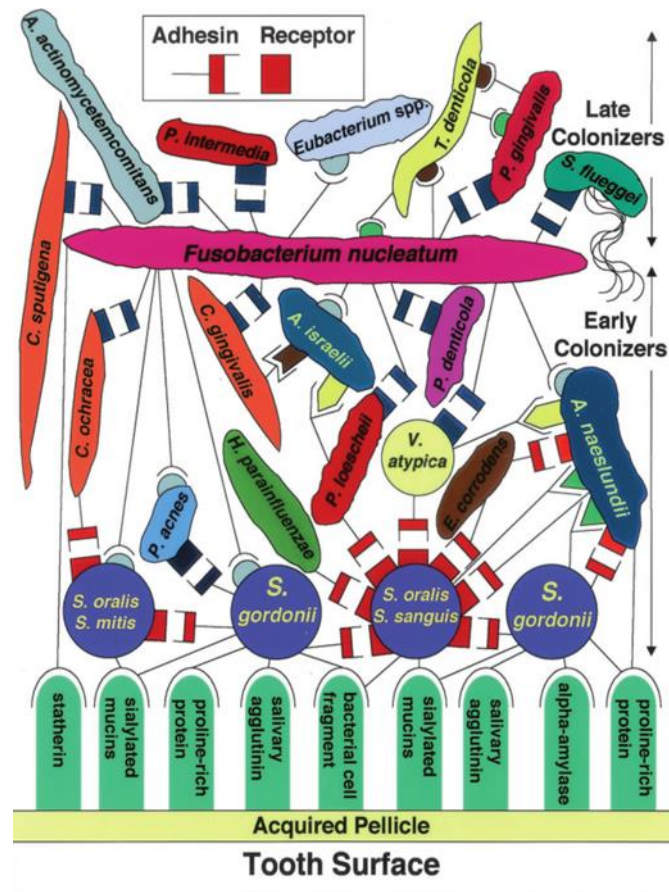 Adhesin Receptor
A. actinomycetemcomitans
P. intermedia
Eubacterium spp.
T. denticola
P. gingivalis
Late
Colonizers
S. flueggei
C. sputigena
Fusobacterium nucleatum
Early
Colonizers
C. ochracea
C. gingivalis
A. israelii
P. denticola
P. loescheii
V.
atypica
A. naeslundii
H. parainfluenzae
E. corrodens
P. acnes
S. oralis
S. mitis
S.
gordonii
S. oralis
S. sanguis
S.
gordonii
statherin
sialylated
mucins
proline-rich
protein
salivary
agglutinin
bacterial cell
fragment
sialylated
mucins
salivary
agglutinin
alpha-amylase
proline-rich
protein
Acquired Pellicle
Tooth Surface